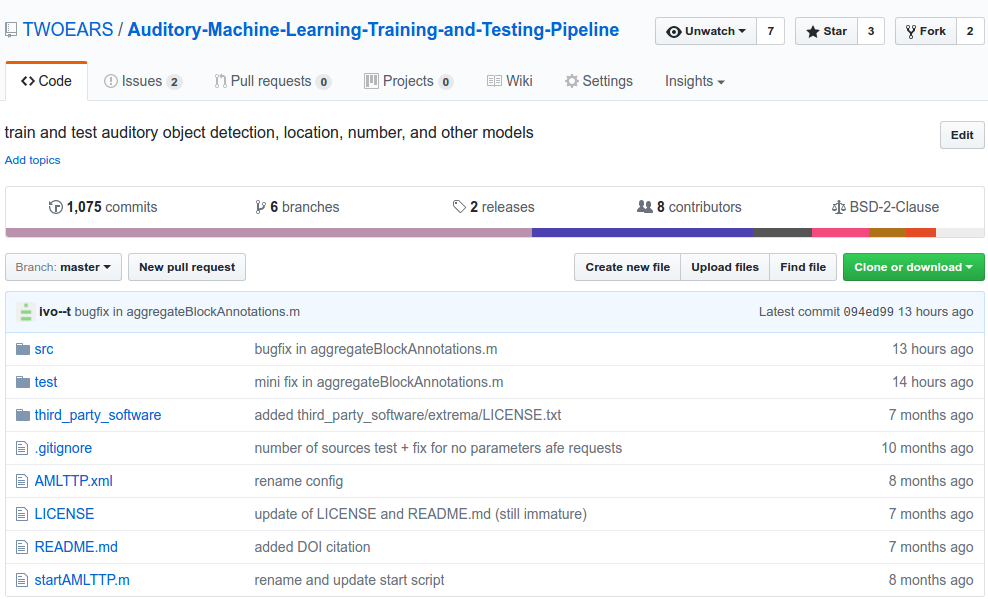 TWOEARS / Auditory-Machine-Learning-Training-and-Testing-Pipeline Unwatch 7 Star 3 Fork 2
Code Issues 2 Pull requests 0 Projects 0 Wiki Settings Insights
train and test auditory object detection, location, number, and other models Edit
Add topics
1,075 commits 6 branches 2 releases 8 contributors BSD-2-Clause
Branch: master New pull request Create new file Upload files Find file Clone or download
ivo--t bugfix in aggregateBlockAnnotations.m Latest commit 094ed99 13 hours ago
src bugfix in aggregateBlockAnnotations.m 13 hours ago
test mini fix in aggregateBlockAnnotations.m 14 hours ago
third_party_software added third_party_software/extrema/LICENSE.txt 7 months ago
.gitignore number of sources test + fix for no parameters afe requests 10 months ago
AMLTTP.xml rename config 8 months ago
LICENSE update of LICENSE and README.md (still immature) 7 months ago
README.md added DOI citation 7 months ago
startAMLTTP.m rename and update start script 8 months ago